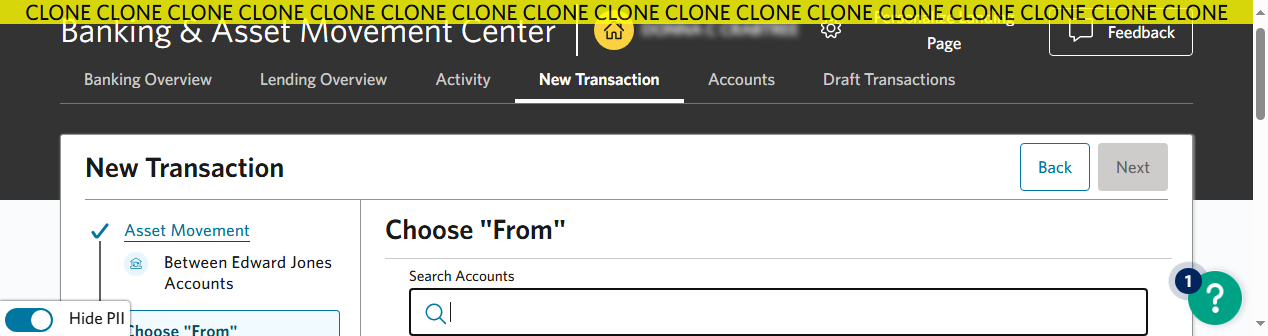 CLONE CLONE CLONE CLONE CLONE CLONE CLONE CLONE CLONE CLONE CLONE CLONE CLONE CLONE CLONE CLONE CLONE
Banking & Asset Movement Center
Page
Feedback
Banking Overview Lending Overview Activity New Transaction Accounts Draft Transactions
New Transaction
Back
Next
Asset Movement
Between Edward Jones
Accounts
Choose "From"
Choose "From"
Search Accounts
1
?
Hide PII